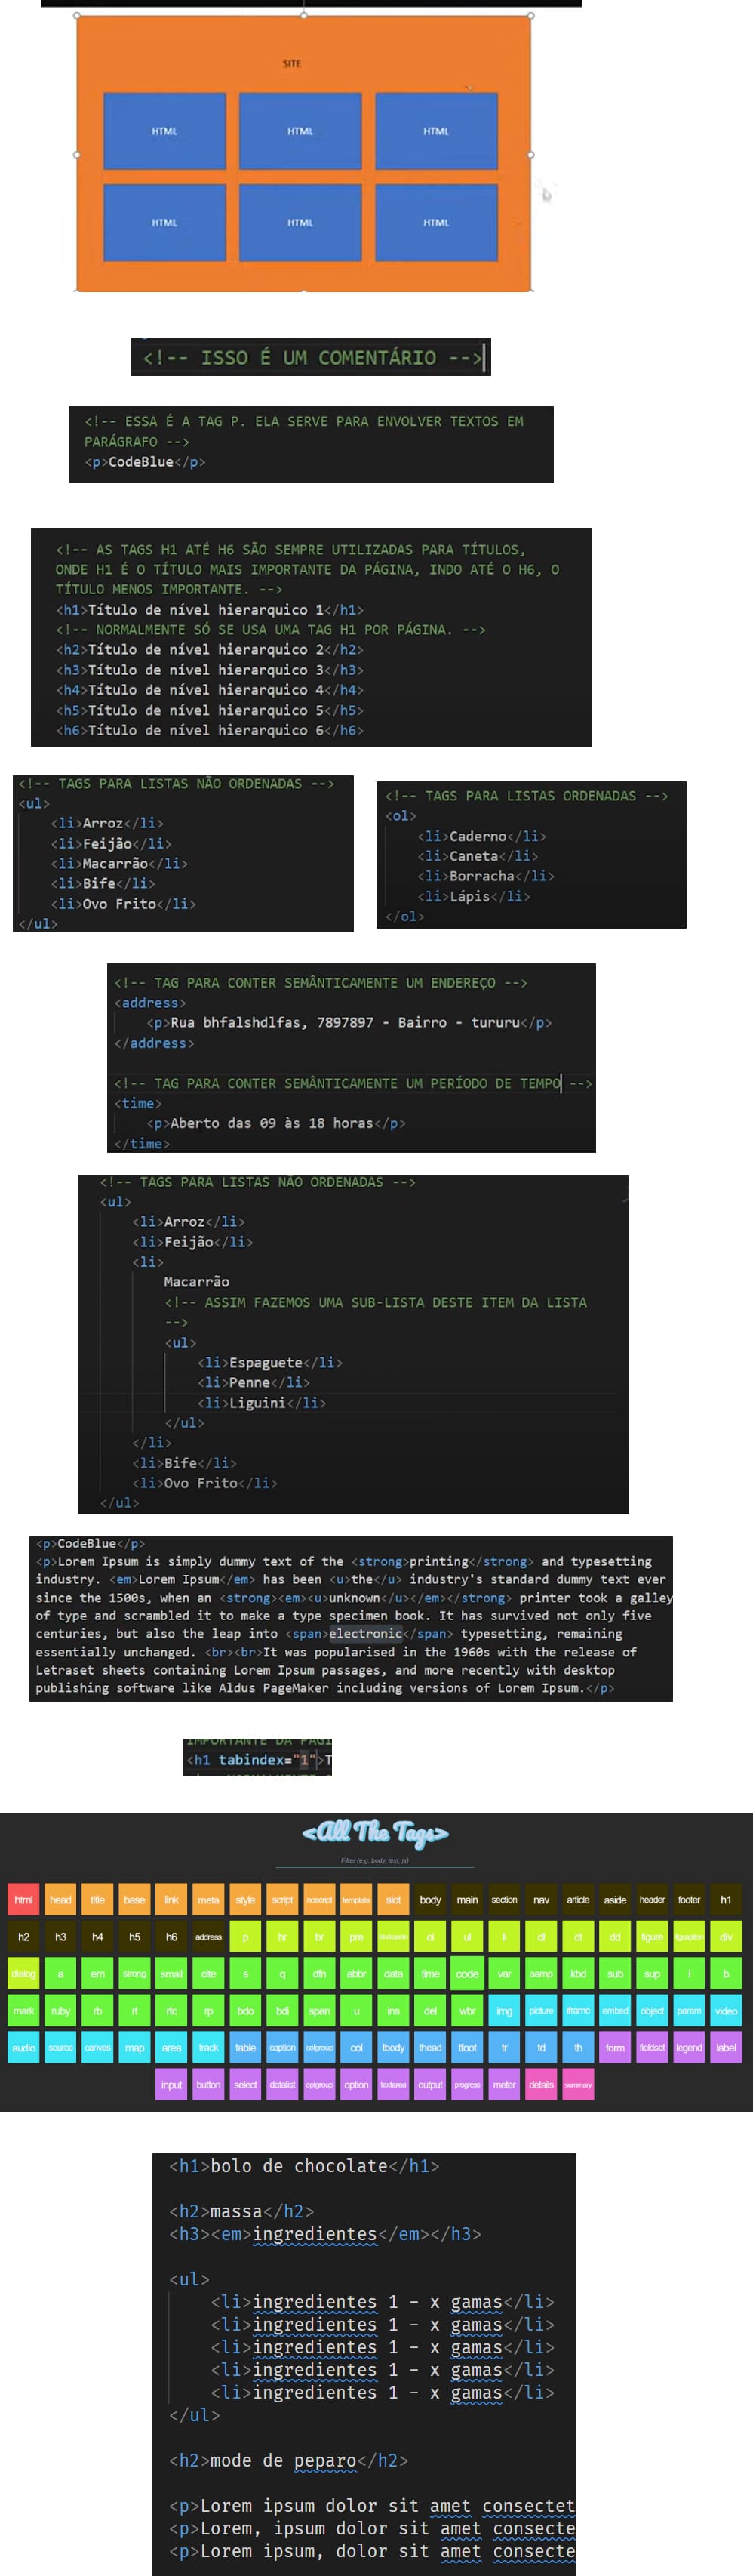 SITE
HTML HTML HTML
HTML HTML HTML
<!-- ISSO É UM COMENTÁRIO -->
<!-- ESSA É A TAG P. ELA SERVE PARA ENVOLVER TEXTOS EM
PARÁGRAFO -->
<p>CodeBlue</p>
<!-- AS TAGS H1 ATÉ H6 SÃO SEMPRE UTILIZADAS PARA TÍTULOS,
ONDE H1 É O TÍTULO MAIS IMPORTANTE DA PÁGINA, INDO ATÉ O H6, O
TÍTULO MENOS IMPORTANTE. -->
<h1>Título de nível hierarquico 1</h1>
<!-- NORMALMENTE SÓ SE USA UMA TAG H1 POR PÁGINA. -->
<h2>Título de nível hierarquico 2</h2>
<h3>Título de nível hierarquico 3</h3>
<h4>Título de nível hierarquico 4</h4>
<h5>Título de nível hierarquico 5</h5>
<h6>Título de nível hierarquico 6</h6>
<!-- TAGS PARA LISTAS NÃO ORDENADAS -->
<ul>
<li>Arroz</li>
<li>Feijão</li>
<li>Macarrão</li>
<li>Bife</li>
<li>Ovo Frito</li>
</ul>
<!-- TAGS PARA LISTAS ORDENADAS -->
<ol>
<li>Caderno</li>
<li>Caneta</li>
<li>Borracha</li>
<li>Lápis</li>
</ol>
<!-- TAG PARA CONTER SEMÂNTICAMENTE UM ENDEREÇO -->
<address>
<p>Rua bhfalshdlfas, 7897897 - Bairro - tururu</p>
</address>
<!-- TAG PARA CONTER SEMÂNTICAMENTE UM PERÍODO DE TEMPO -->
<time>
<p>Aberto das 09 às 18 horas</p>
</time>
<!-- TAGS PARA LISTAS NÃO ORDENADAS -->
<ul>
<li>Arroz</li>
<li>Feijão</li>
<li>
Macarrão
<!-- ASSIM FAZEMOS UMA SUB-LISTA DESTE ITEM DA LISTA
-->
<ul>
<li>Espaguete</li>
<li>Penne</li>
<li>Liguini</li>
</ul>
</li>
<li>Bife</li>
<li>Ovo Frito</li>
</ul>
<p>CodeBlue</p>
<p>Lorem Ipsum is simply dummy text of the <strong>printing</strong> and typesetting
industry. <em>Lorem Ipsum</em> has been <u>the</u> industry's standard dummy text ever
since the 1500s, when an <strong><em><u>unknown</u></em></strong> printer took a galley
of type and scrambled it to make a type specimen book. It has survived not only five
centuries, but also the leap into <span>electronic</span> typesetting, remaining
essentially unchanged. <br><br>It was popularised in the 1960s with the release of
Letraset sheets containing Lorem Ipsum passages, and more recently with desktop
publishing software like Aldus PageMaker including versions of Lorem Ipsum.</p>
IMPORTANTE DA PÁGI
<h1 tabindex="1">T
<All The Tags>
Filter (e.g. body, text, js)
html head title base link meta style script noscript template slot body main section nav article aside header footer h1
h2 h3 h4 h5 h6 address p hr br pre blockquote ol ul li dl dt dd figure figcaption div
dialog a em strong small cite s q dfn abbr data time code var samp kbd sub sup i b
mark ruby rb rt rtc rp bdo bdi span u ins del wbr img picture iframe embed object param video
audio source canvas map area track table caption colgroup col tbody thead tfoot tr td th form fieldset legend label
input button select datalist optgroup option textarea output progress meter details summary
<h1>bolo de chocolate</h1>
<h2>massa</h2>
<h3><em>ingredientes</em></h3>
<ul>
<li>ingredientes 1 - x gamas</li>
<li>ingredientes 1 - x gamas</li>
<li>ingredientes 1 - x gamas</li>
<li>ingredientes 1 - x gamas</li>
<li>ingredientes 1 - x gamas</li>
</ul>
<h2>mode de peparo</h2>
<p>Lorem ipsum dolor sit amet consectet
<p>Lorem, ipsum dolor sit amet consecte
<p>Lorem ipsum, dolor sit amet consecte